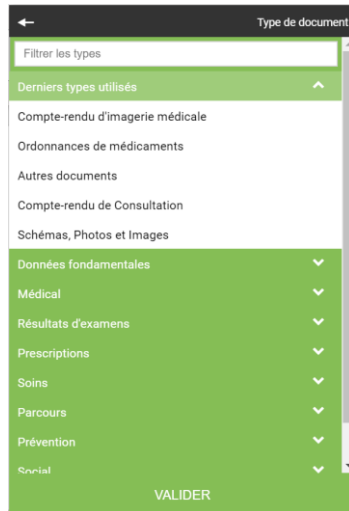 Type de document
Filtrer les types
Derniers types utilisés
Compte-rendu d'imagerie médicale
Ordonnances de médicaments
Autres documents
Compte-rendu de Consultation
Schémas, Photos et Images
Données fondamentales
Médical
Résultats d'examens
Prescriptions
Soins
Parcours
Prévention
Social
VALIDER